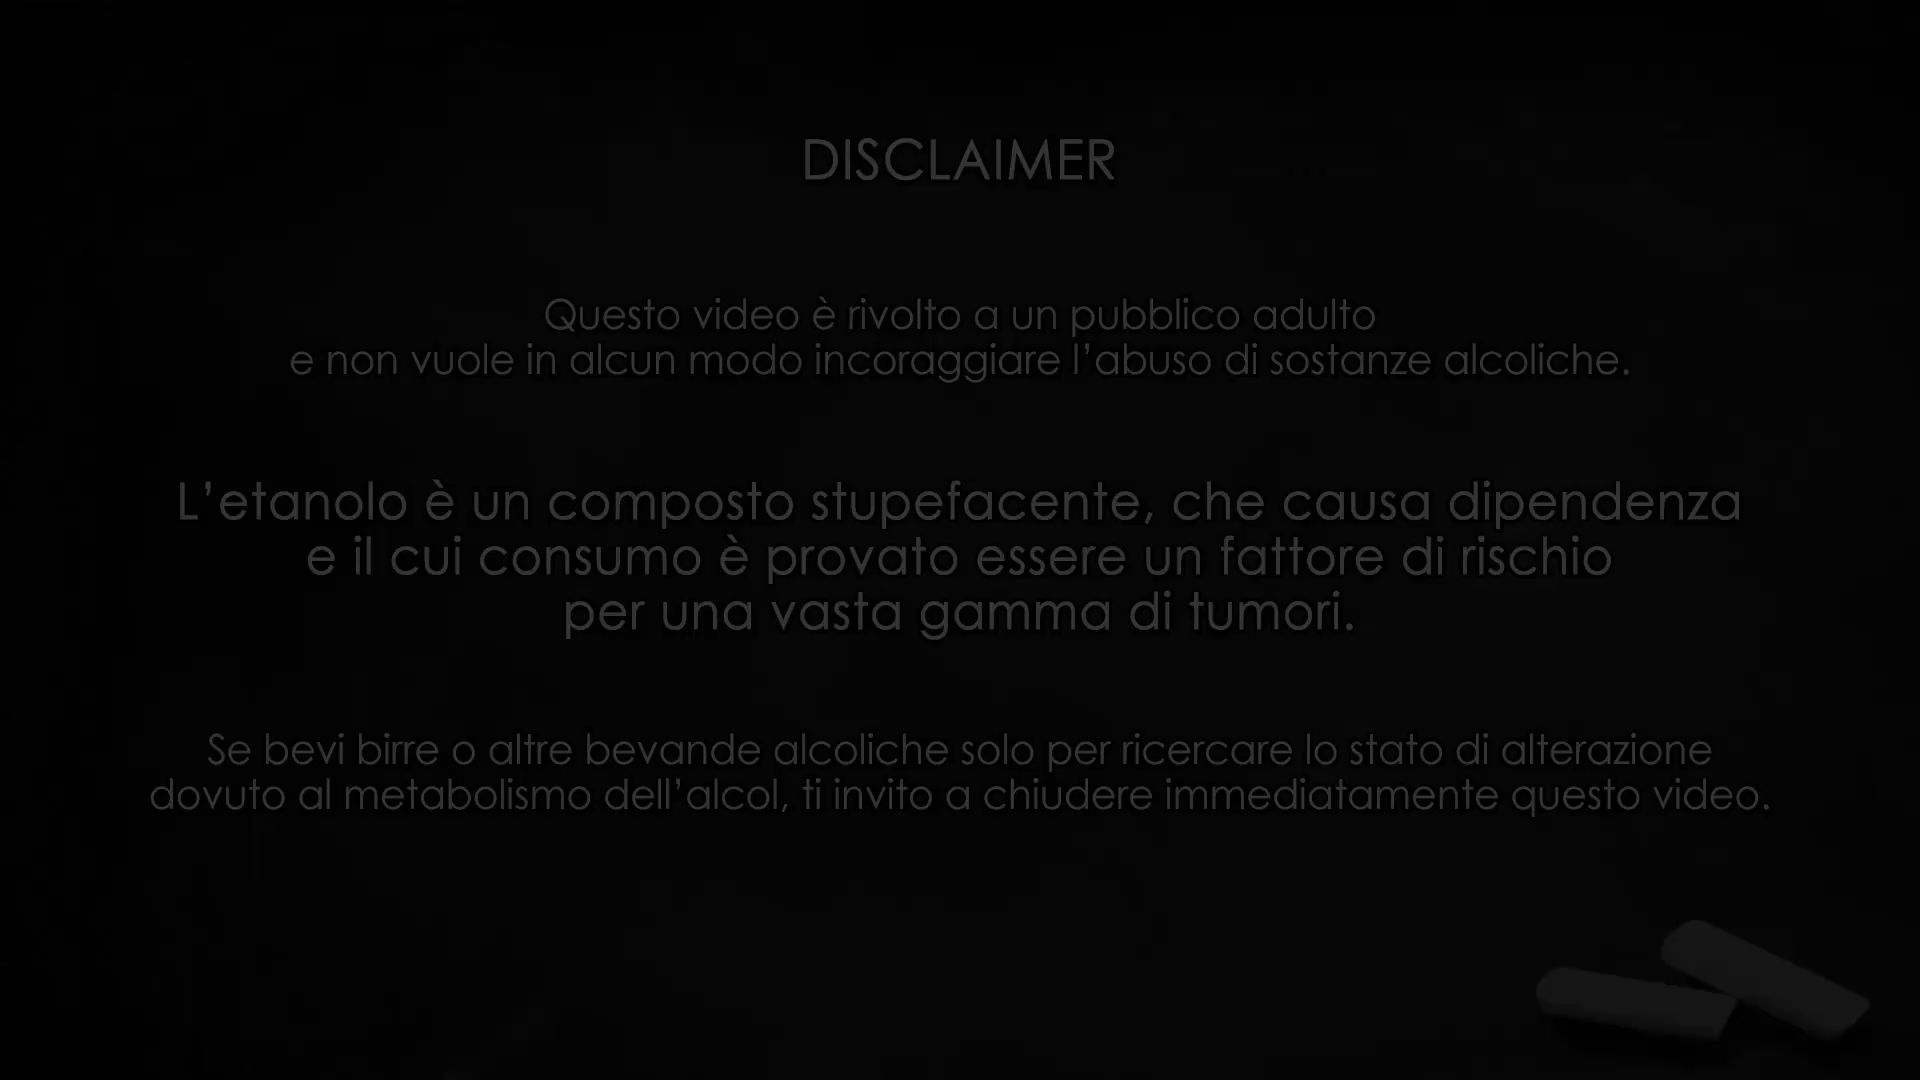 DISCLAIMER
Questo video è rivolto a un pubblico adulto
e non vuole in alcun modo incoraggiare l’abuso di sostanze alcoliche.
L’etanolo è un composto stupefacente, che causa dipendenza
e il cui consumo è provato essere un fattore di rischio
per una vasta gamma di tumori.
Se bevi birre o altre bevande alcoliche solo per ricercare lo stato di alterazione
dovuto al metabolismo dell’alcol, ti invito a chiudere immediatamente questo video.